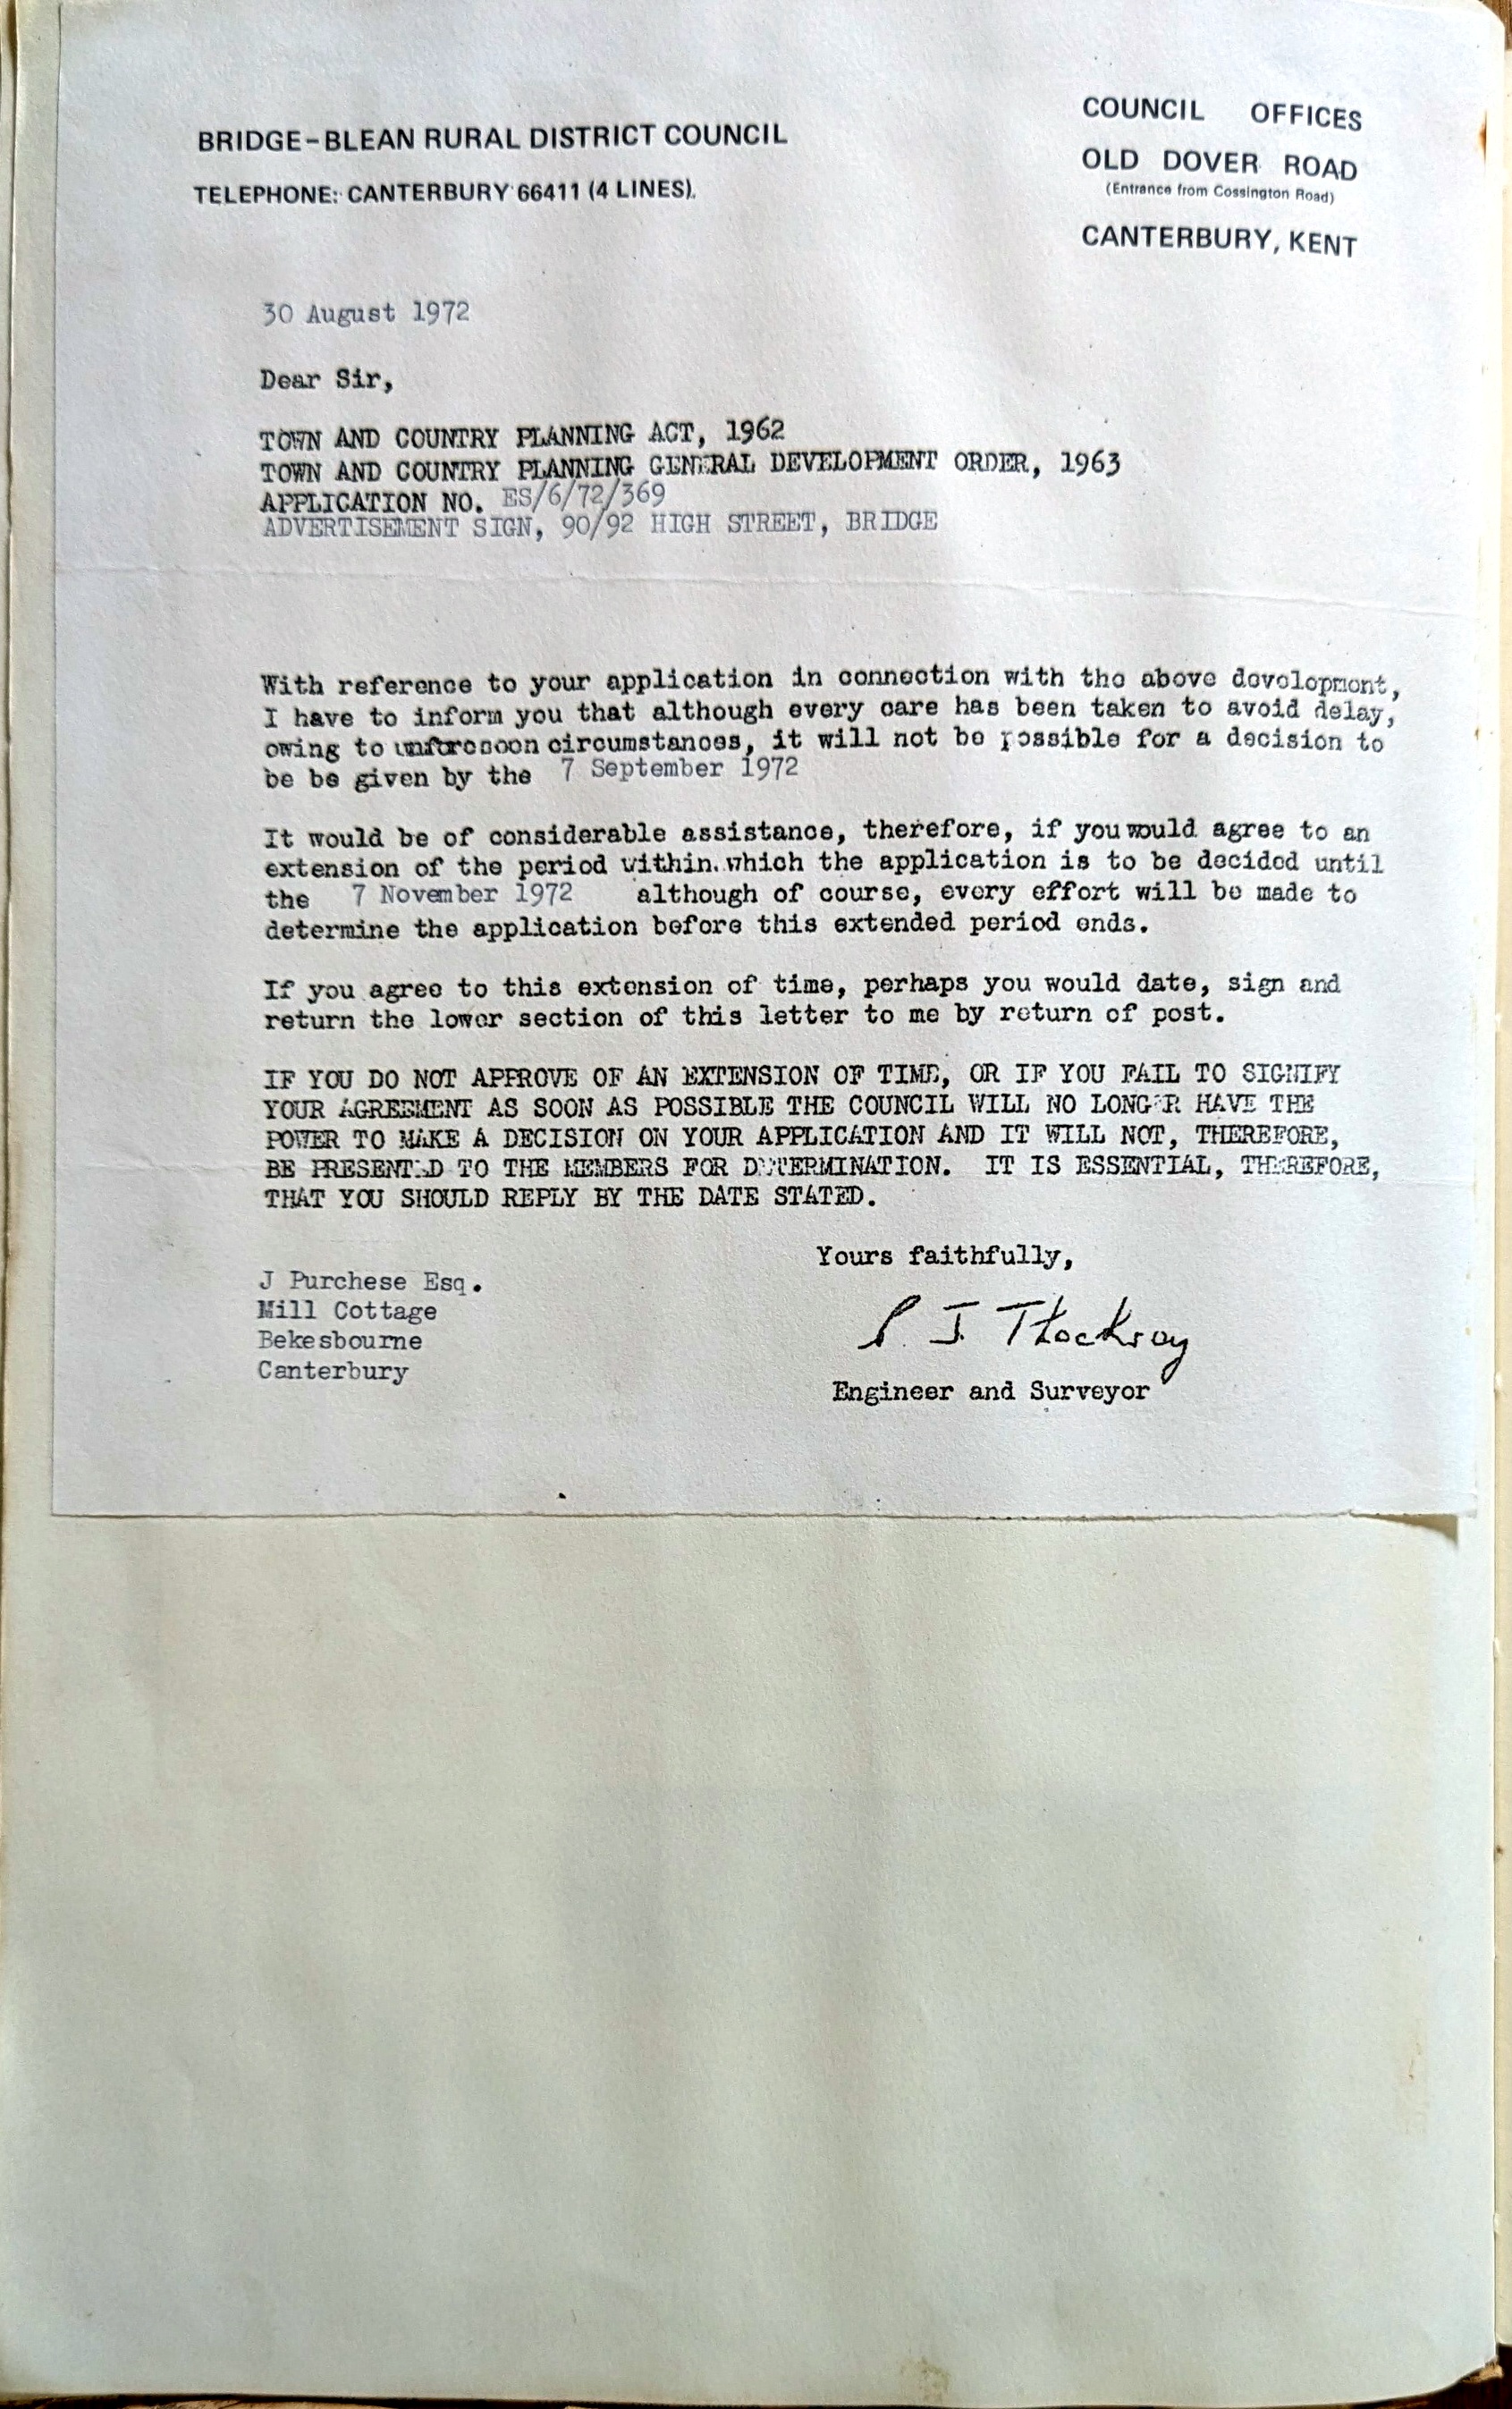 BRIDGE-BLEAN RURAL DISTRICT COUNCIL
TELEPHONE: CANTERBURY 66411 (4 LINES).
COUNCIL OFFICES
OLD DOVER ROAD
(Entrance from Cossington Road)
CANTERBURY, KENT
30 August 1972
Dear Sir,
TOWN AND COUNTRY PLANNING ACT, 1962
TOWN AND COUNTRY PLANNING GENERAL DEVELOPMENT ORDER, 1963
APPLICATION NO. ES/6/72/369
ADVERTISEMENT SIGN, 90/92 HIGH STREET, BRIDGE
With reference to your application in connection with the above development,
I have to inform you that although every care has been taken to avoid delay,
owing to unforeseen circumstances, it will not be possible for a decision to
be be given by the 7 September 1972
It would be of considerable assistance, therefore, if you would agree to an
extension of the period within which the application is to be decided until
the 7 November 1972 although of course, every effort will be made to
determine the application before this extended period ends.
If you agree to this extension of time, perhaps you would date, sign and
return the lower section of this letter to me by return of post.
IF YOU DO NOT APPROVE OF AN EXTENSION OF TIME, OR IF YOU FAIL TO SIGNIFY
YOUR AGREEMENT AS SOON AS POSSIBLE THE COUNCIL WILL NO LONGER HAVE THE
POWER TO MAKE A DECISION ON YOUR APPLICATION AND IT WILL NOT, THEREFORE,
BE PRESENTED TO THE MEMBERS FOR DETERMINATION. IT IS ESSENTIAL, THEREFORE,
THAT YOU SHOULD REPLY BY THE DATE STATED.
Yours faithfully,
J Purchese Esq.
Mill Cottage
Bekesbourne
Canterbury
J. Thackray
Engineer and Surveyor